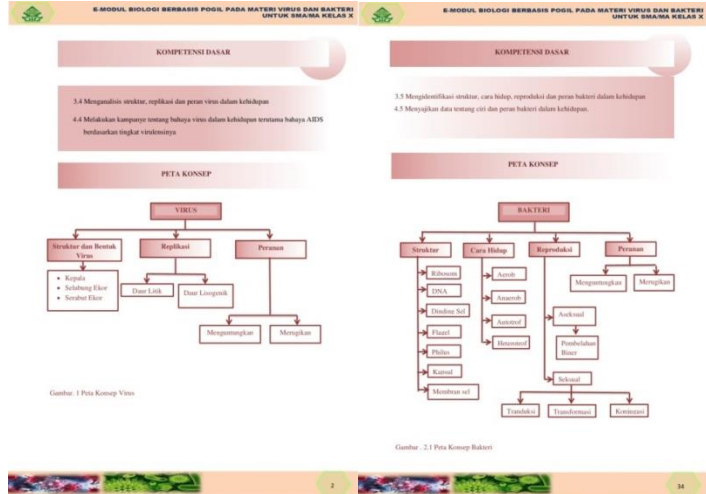 E-MODUL BIOLOGI BERBASIS POGIL PADA MATERI VIRUS DAN BAKTERI
UNTUK SMA/MA KELAS X
KOMPETENSI DASAR
3.4 Menganalisis struktur, replikasi dan peran virus dalam kehidupan
4.4 Melakukan kampanye tentang bahaya virus dalam kehidupan terutama bahaya AIDS
berdasarkan tingkat virulensinya
PETA KONSEP
VIRUS
Struktur dan Bentuk
Virus
Replikasi
Peranan
Kepala
Selubung Ekor
Serabut Ekor
Daur Litik
Daur Lisogenik
Menguntungkan
Merugikan
Gambar. 1 Peta Konsep Virus
2
E-MODUL BIOLOGI BERBASIS POGIL PADA MATERI VIRUS DAN BAKTERI
UNTUK SMA/MA KELAS X
KOMPETENSI DASAR
3.5 Mengidentifikasi struktur, cara hidup, reproduksi dan peran bakteri dalam kehidupan
4.5 Menyajikan data tentang ciri dan peran bakteri dalam kehidupan.
PETA KONSEP
BAKTERI
Struktur
Cara Hidup
Reproduksi
Peranan
Ribosom
DNA
Dinding Sel
Flagel
Philus
Kapsul
Membran sel
Aerob
Anaerob
Autotrof
Heterotrof
Menguntungkan
Merugikan
Aseksual
Pembelahan
Biner
Seksual
Tranduksi
Transformasi
Konjugasi
Gambar . 2.1 Peta Konsep Bakteri
34